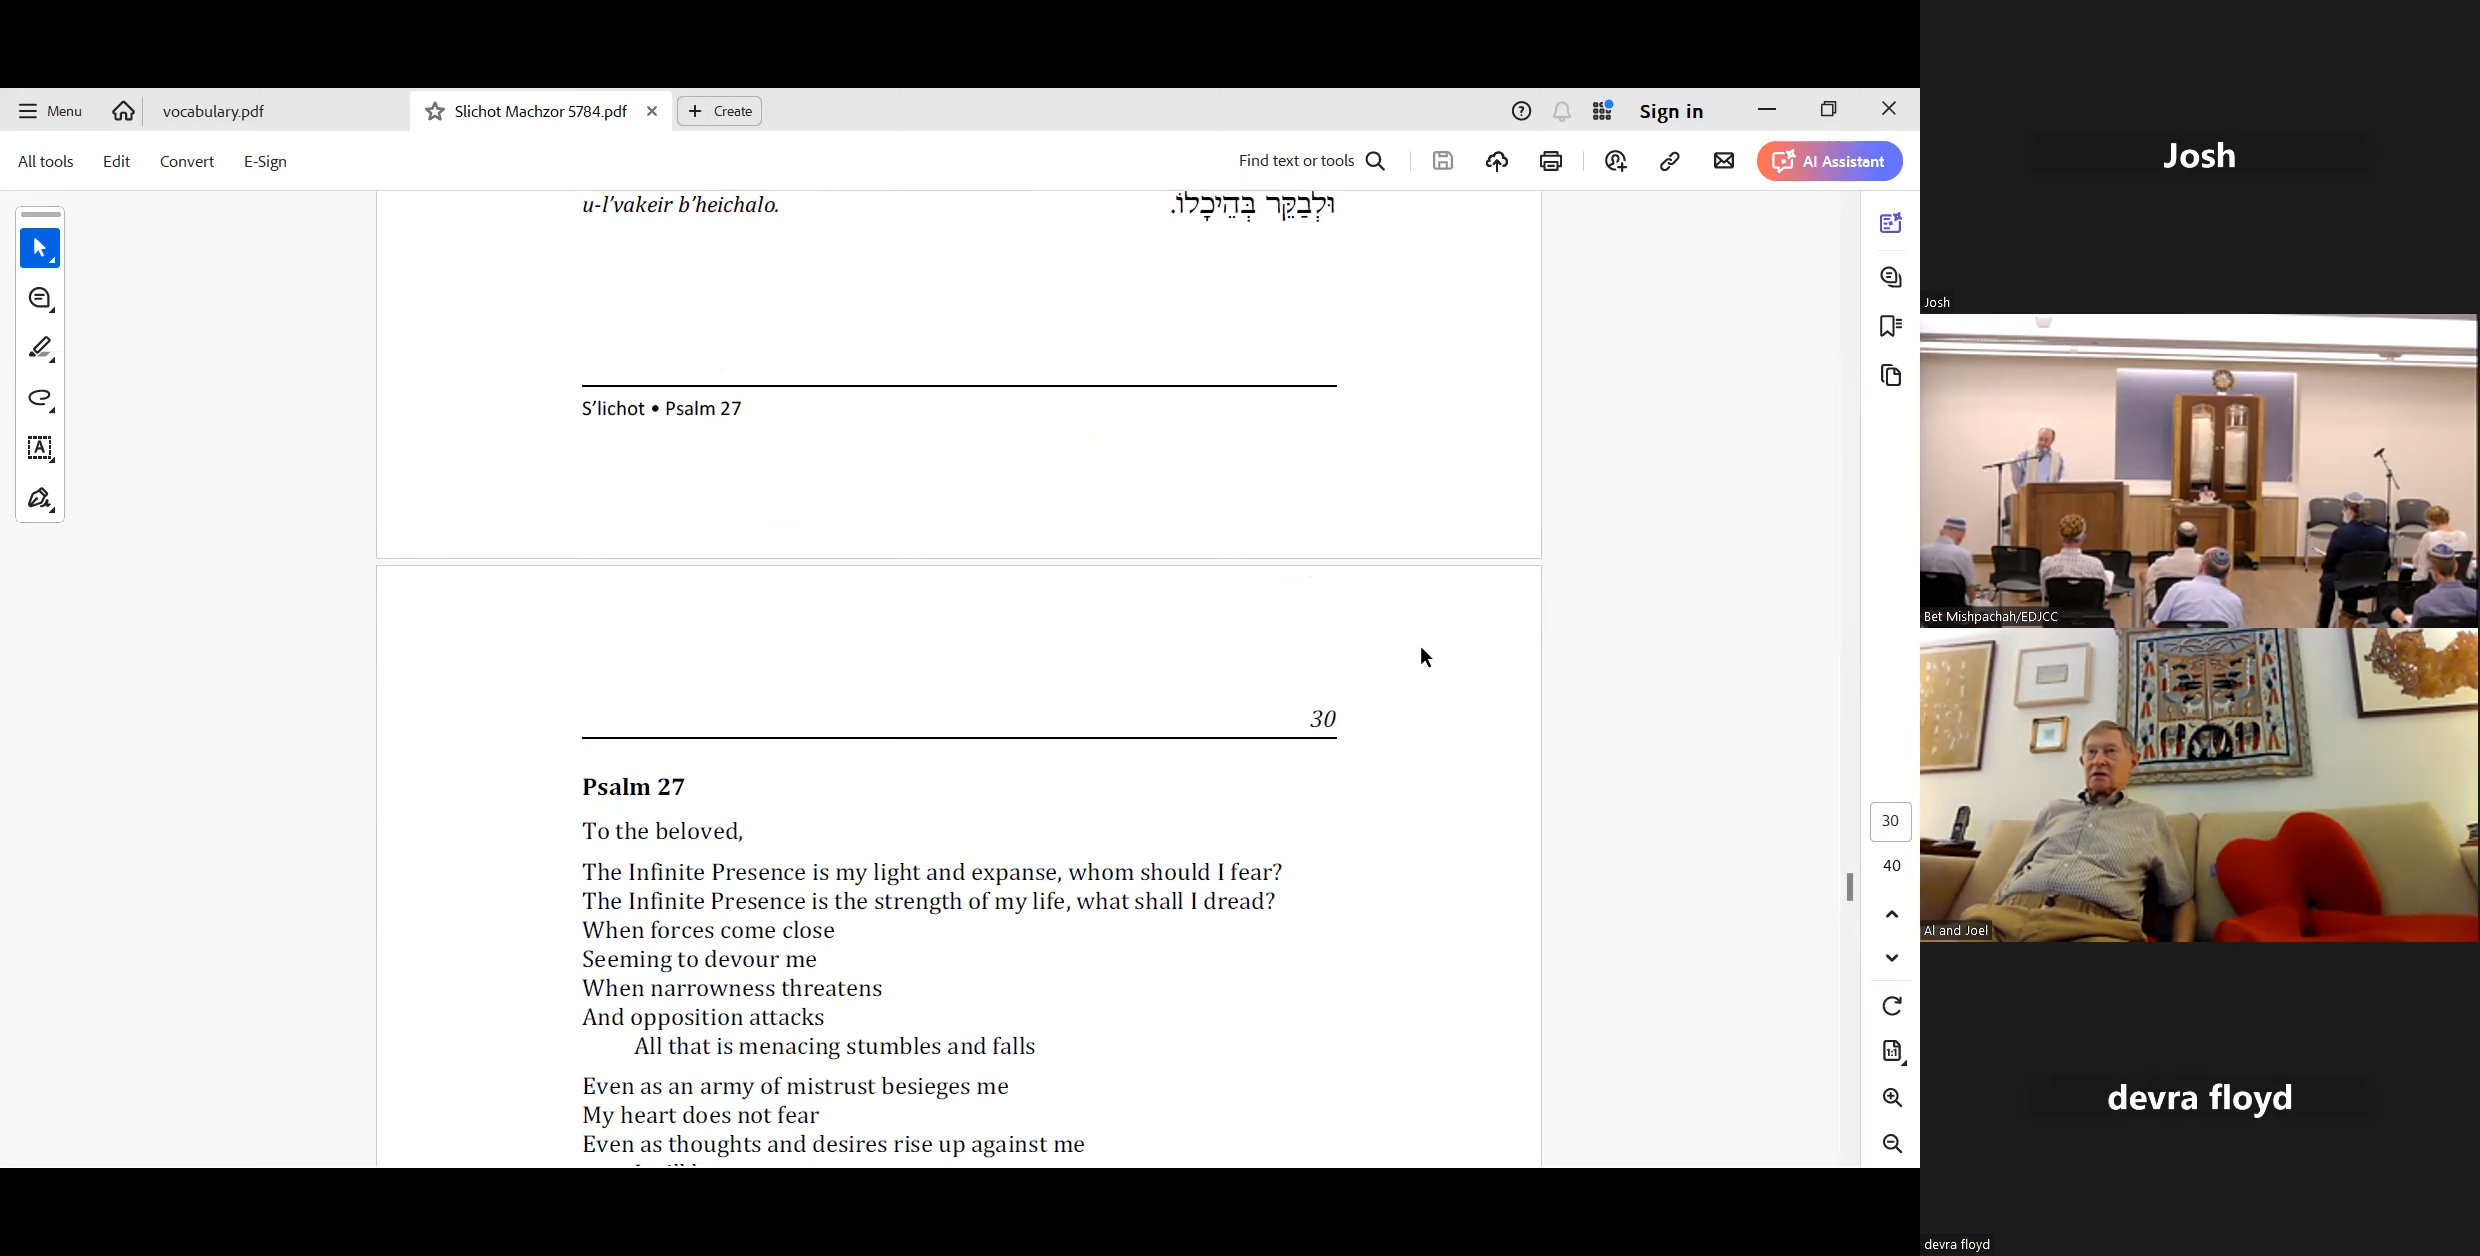 Menu
vocabulary.pdf
Slichot Machzor 5784.pdf
Create
Sign in
All tools
Edit
Convert
E-Sign
Find text or tools
AI Assistant
u-l’vakeir b’heichalo.
וּלְבַקֵּר בְּהֵיכָלוֹ.
S’lichot • Psalm 27
30
Psalm 27
To the beloved,
The Infinite Presence is my light and expanse, whom should I fear?
The Infinite Presence is the strength of my life, what shall I dread?
When forces come close
Seeming to devour me
When narrowness threatens
And opposition attacks
All that is menacing stumbles and falls
Even as an army of mistrust besieges me
My heart does not fear
Even as thoughts and desires rise up against me
30
40
Josh
Josh
Bet Mishpachah/EDJCC
Al and Joel
devra floyd
devra floyd